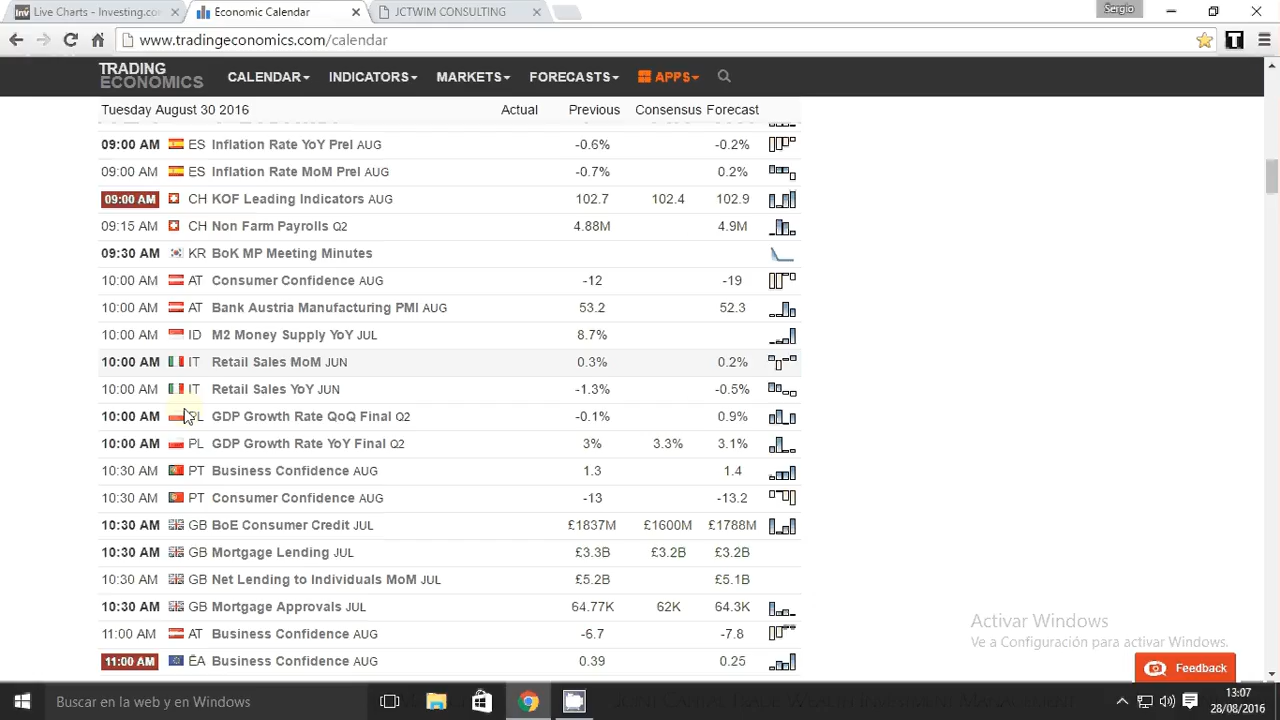 Live Charts - Investing.co
Economic Calendar
JCTWIM CONSULTING
Sergio
www.tradingeconomics.com/calendar
TRADING ECONOMICS
CALENDAR INDICATORS MARKETS FORECASTS APPS
Tuesday August 30 2016 Actual Previous Consensus Forecast
09:00 AM ES Inflation Rate YoY Prel AUG -0.6% -0.2%
09:00 AM ES Inflation Rate MoM Prel AUG -0.7% 0.2%
09:00 AM CH KOF Leading Indicators AUG 102.7 102.4 102.9
09:15 AM CH Non Farm Payrolls Q2 4.88M 4.9M
09:30 AM KR BoK MP Meeting Minutes
10:00 AM AT Consumer Confidence AUG -12 -19
10:00 AM AT Bank Austria Manufacturing PMI AUG 53.2 52.3
10:00 AM ID M2 Money Supply YoY JUL 8.7%
10:00 AM IT Retail Sales MoM JUN 0.3% 0.2%
10:00 AM IT Retail Sales YoY JUN -1.3% -0.5%
10:00 AM PL GDP Growth Rate QoQ Final Q2 -0.1% 0.9%
10:00 AM PL GDP Growth Rate YoY Final Q2 3% 3.3% 3.1%
10:30 AM PT Business Confidence AUG 1.3 1.4
10:30 AM PT Consumer Confidence AUG -13 -13.2
10:30 AM GB BoE Consumer Credit JUL £1837M £1600M £1788M
10:30 AM GB Mortgage Lending JUL £3.3B £3.2B £3.2B
10:30 AM GB Net Lending to Individuals MoM JUL £5.2B £5.1B
10:30 AM GB Mortgage Approvals JUL 64.77K 62K 64.3K
11:00 AM AT Business Confidence AUG -6.7 -7.8
11:00 AM EA Business Confidence AUG 0.39 0.25
Activar Windows
Ve a Configuración para activar Windows.
Feedback
Buscar en la web y en Windows
13:07
28/08/2016